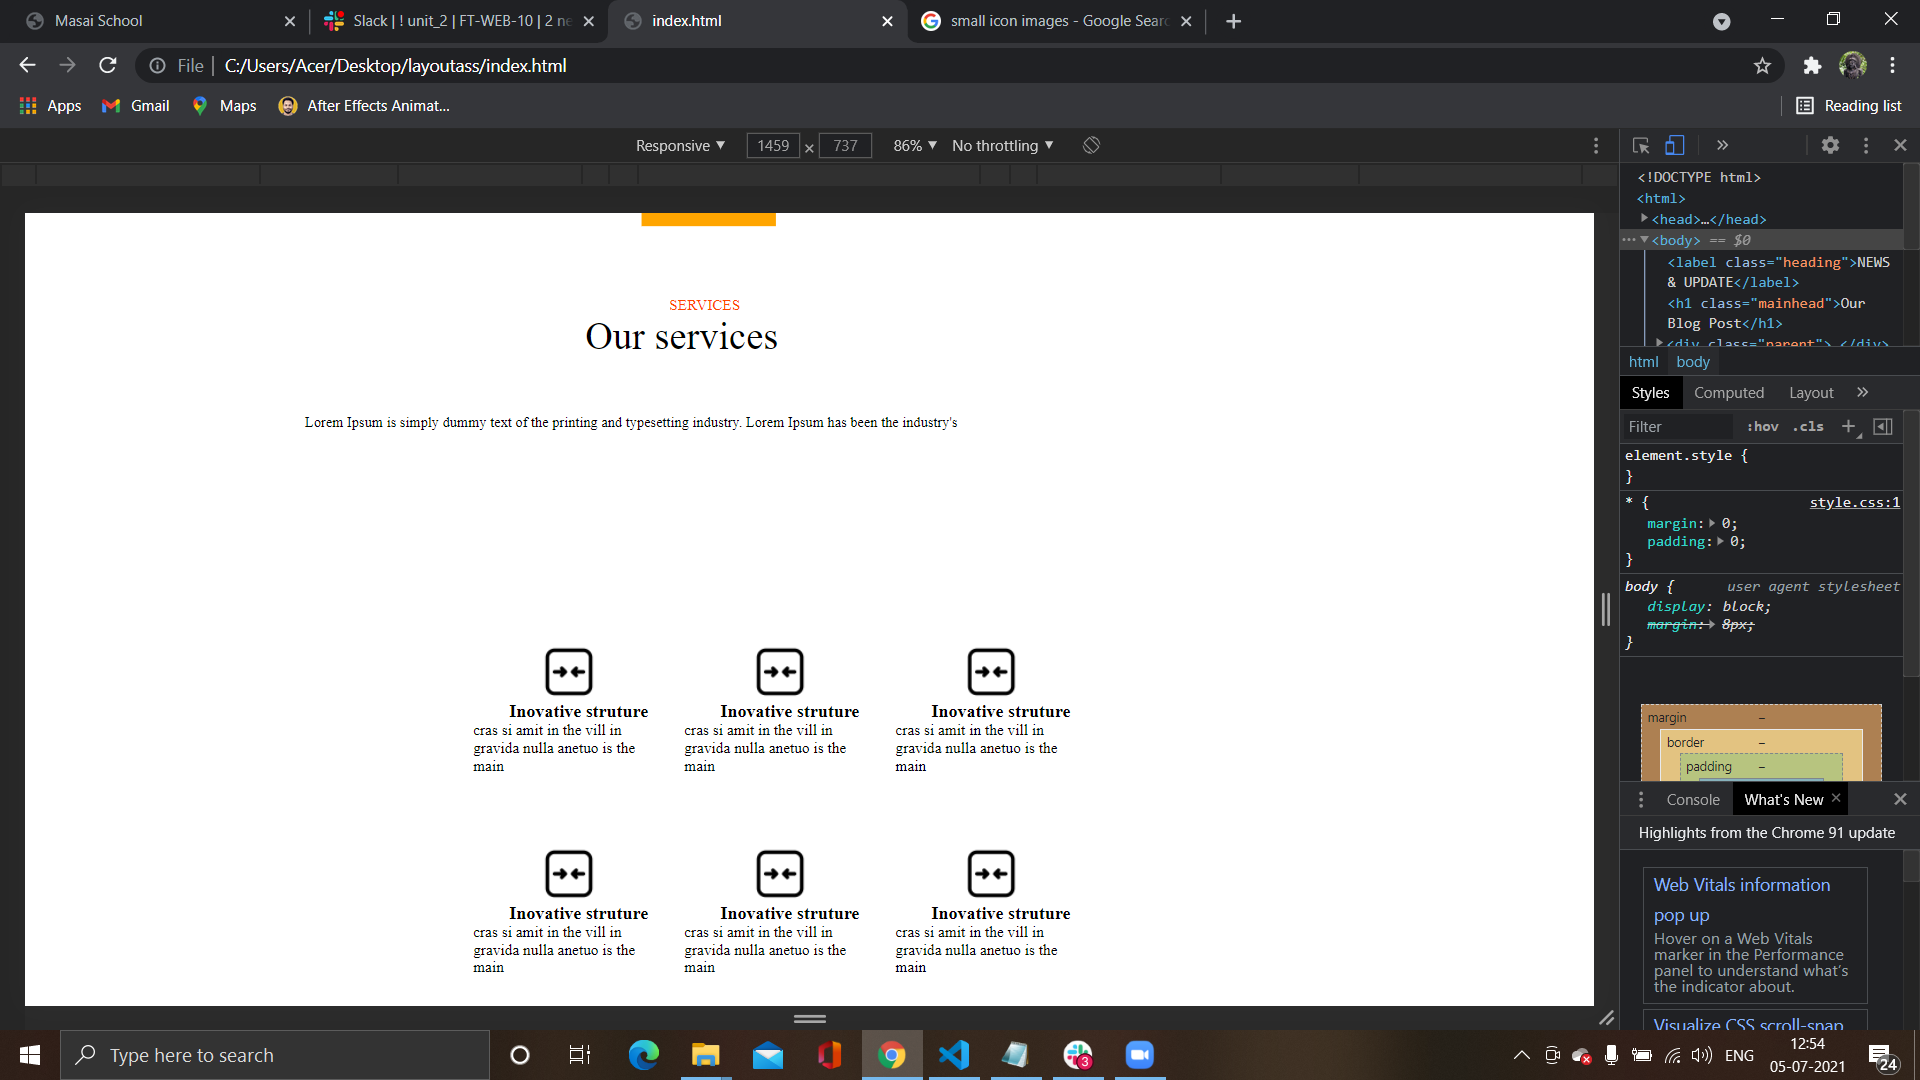 Masai School
Slack | ! unit_2 | FT-WEB-10 | 2 ne
index.html
small icon images - Google Searc
File | C:/Users/Acer/Desktop/layoutass/index.html
Apps Gmail Maps After Effects Animat... Reading list
Responsive ▼ 1459 × 737 86% ▼ No throttling ▼
SERVICES
Our services
Lorem Ipsum is simply dummy text of the printing and typesetting industry. Lorem Ipsum has been the industry's
Inovative struture
cras si amit in the vill in
gravida nulla anetuo is the
main
Inovative struture
cras si amit in the vill in
gravida nulla anetuo is the
main
Inovative struture
cras si amit in the vill in
gravida nulla anetuo is the
main
Inovative struture
cras si amit in the vill in
gravida nulla anetuo is the
main
Inovative struture
cras si amit in the vill in
gravida nulla anetuo is the
main
Inovative struture
cras si amit in the vill in
gravida nulla anetuo is the
main
<!DOCTYPE html>
<html>
<head>…</head>
<body> == $0
<label class="heading">NEWS
& UPDATE</label>
<h1 class="mainhead">Our
Blog Post</h1>
<div class="parent"> </div>
html body
Styles Computed Layout »
Filter :hov .cls +
element.style {
}
* { style.css:1
margin: 0;
padding: 0;
}
body { user agent stylesheet
display: block;
margin: 8px;
}
margin –
border –
padding –
Console What's New ×
Highlights from the Chrome 91 update
Web Vitals information
pop up
Hover on a Web Vitals
marker in the Performance
panel to understand what's
the indicator about.
Visualize CSS scroll-snap
Type here to search
3
ENG
12:54
05-07-2021
24